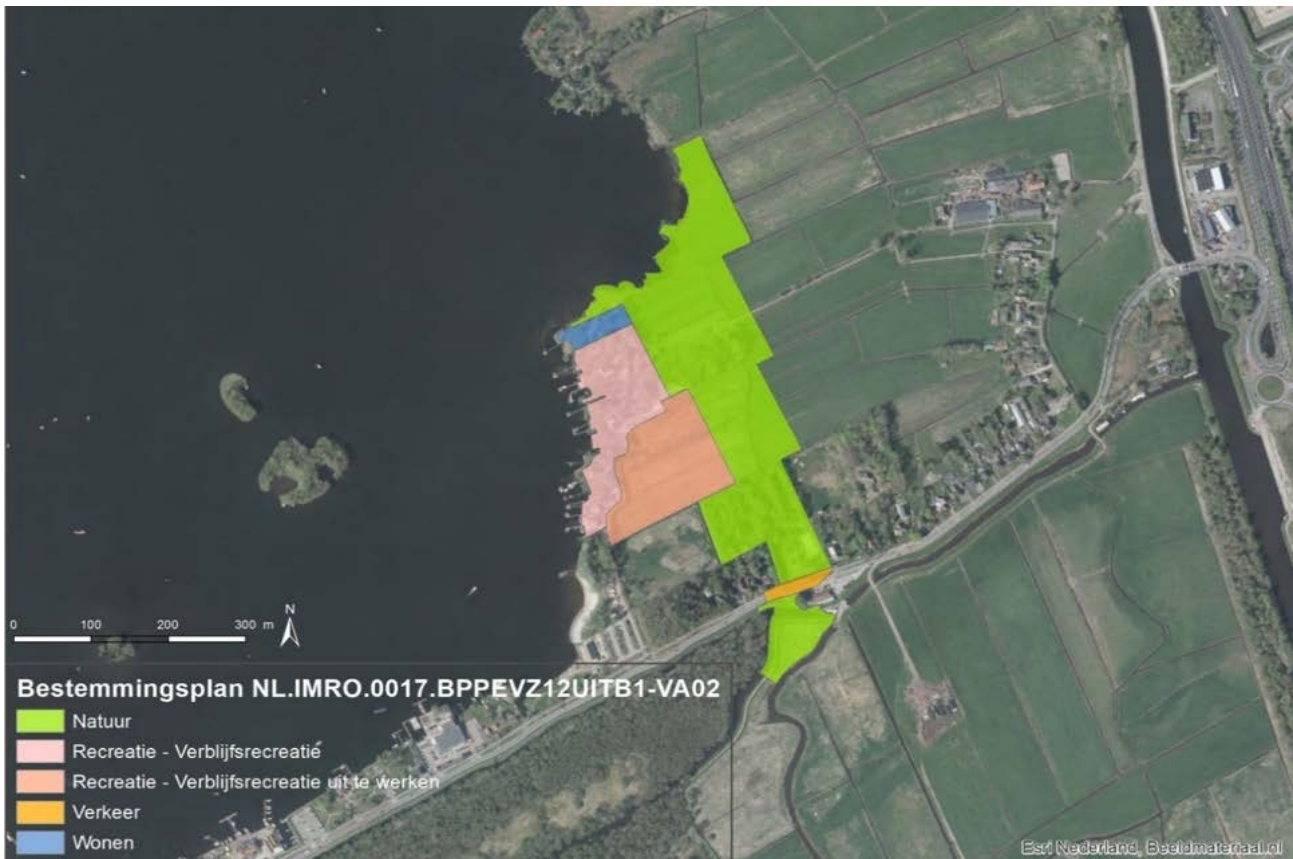 N
0 100 200 300 m
Bestemmingsplan NL.IMRO.0017.BPPEVZ12UITB1-VA02
Natuur
Recreatie - Verblijfsrecreatie
Recreatie - Verblijfsrecreatie uit te werken
Verkeer
Wonen
Esri Nederland, Beeldmateriaal.nl